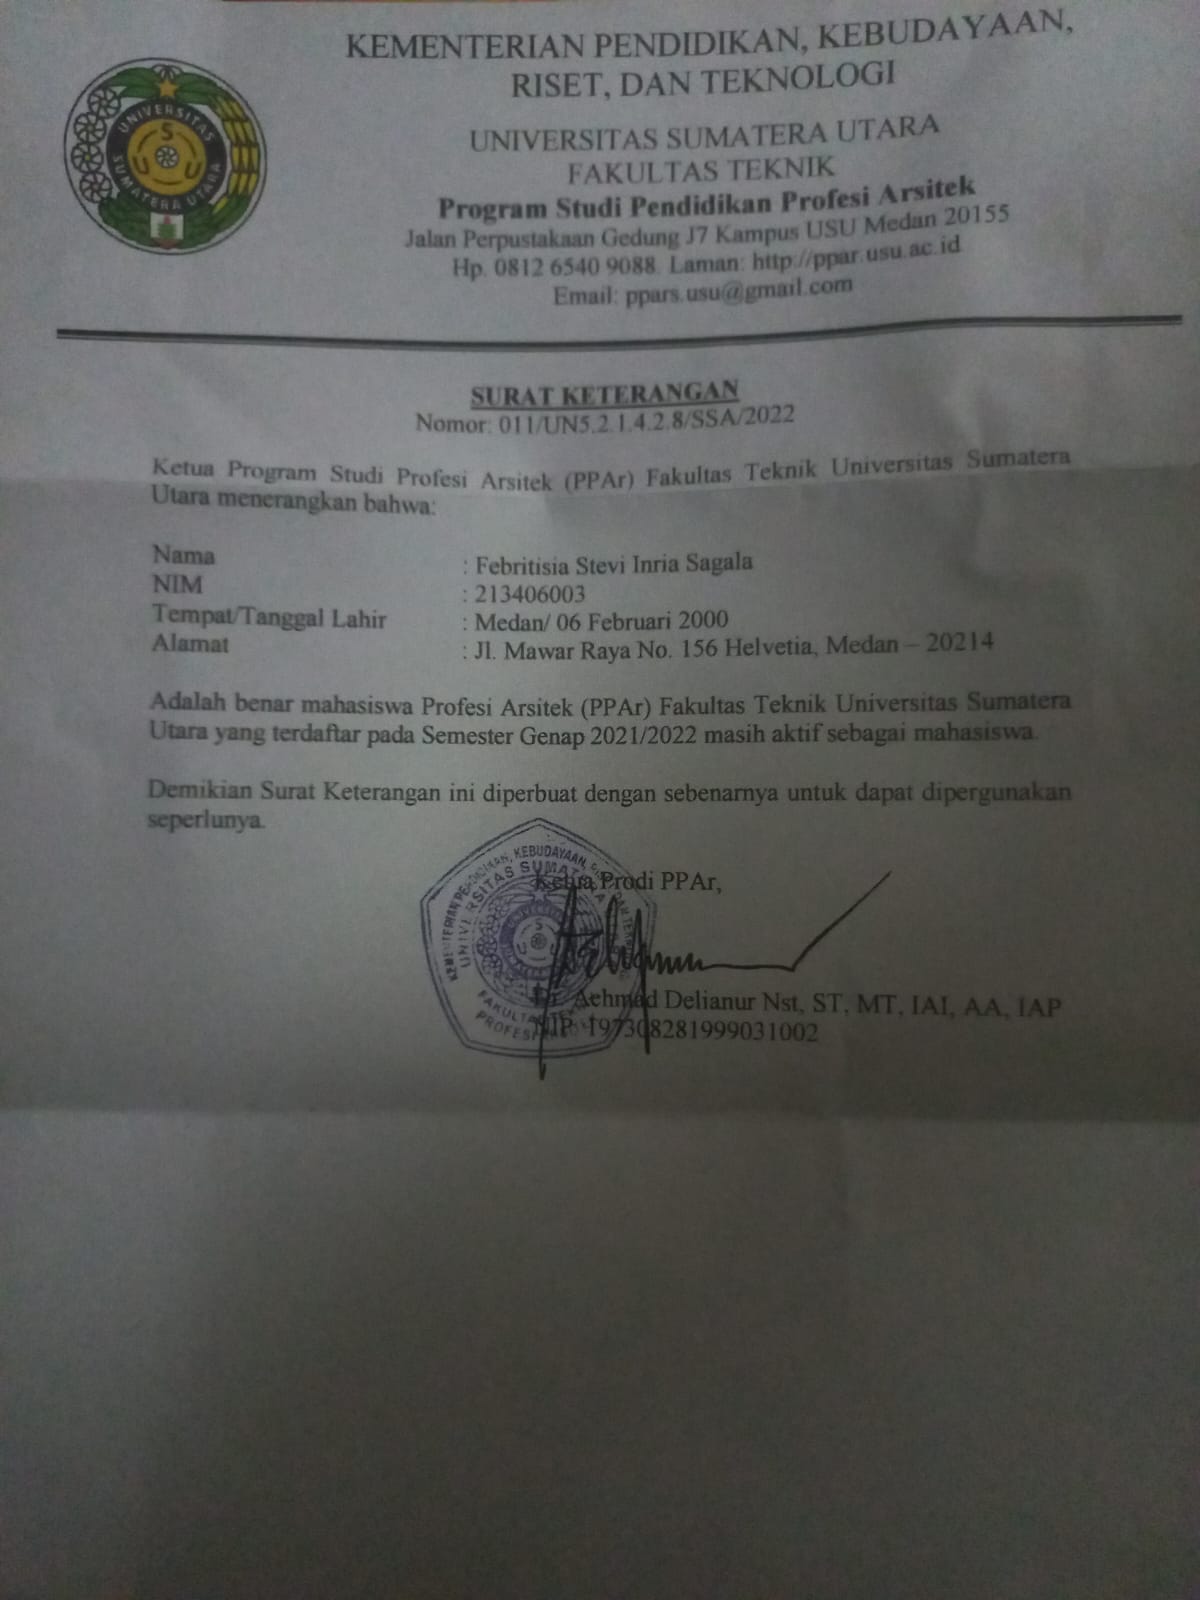 KEMENTERIAN PENDIDIKAN, KEBUDAYAAN,
RISET, DAN TEKNOLOGI
UNIVERSITAS SUMATERA UTARA
FAKULTAS TEKNIK
Program Studi Pendidikan Profesi Arsitek
Jalan Perpustakaan Gedung J7 Kampus USU Medan 20155
Hp. 0812 6540 9088. Laman: http://ppar.usu.ac.id
Email: ppars.usu@gmail.com
UNIVERSITAS
SUMATERA UTARA
USU
SURAT KETERANGAN
Nomor: 011/UN5.2.1.4.2.8/SSA/2022
Ketua Program Studi Profesi Arsitek (PPAr) Fakultas Teknik Universitas Sumatera
Utara menerangkan bahwa:
Nama : Febritisia Stevi Inria Sagala
NIM : 213406003
Tempat/Tanggal Lahir : Medan/ 06 Februari 2000
Alamat : Jl. Mawar Raya No. 156 Helvetia, Medan – 20214
Adalah benar mahasiswa Profesi Arsitek (PPAr) Fakultas Teknik Universitas Sumatera
Utara yang terdaftar pada Semester Genap 2021/2022 masih aktif sebagai mahasiswa.
Demikian Surat Keterangan ini diperbuat dengan sebenarnya untuk dapat dipergunakan
seperlunya.
Ketua Prodi PPAr,
Dr. Achmad Delianur Nst, ST, MT, IAI, AA, IAP
NIP. 197308281999031002
KEMENTERIAN PENDIDIKAN, KEBUDAYAAN, RISET DAN
UNIVERSITAS SUMATERA
FAKULTAS TEKNIK